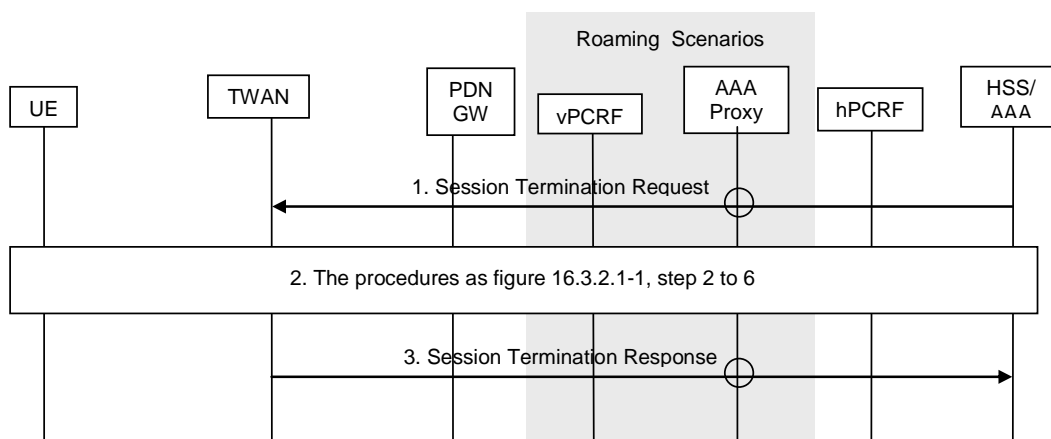 Roaming Scenarios
UE
TWAN
PDN
GW
vPCRF
AAA
Proxy
hPCRF
HSS/
AAA
1. Session Termination Request
2. The procedures as figure 16.3.2.1-1, step 2 to 6
3. Session Termination Response